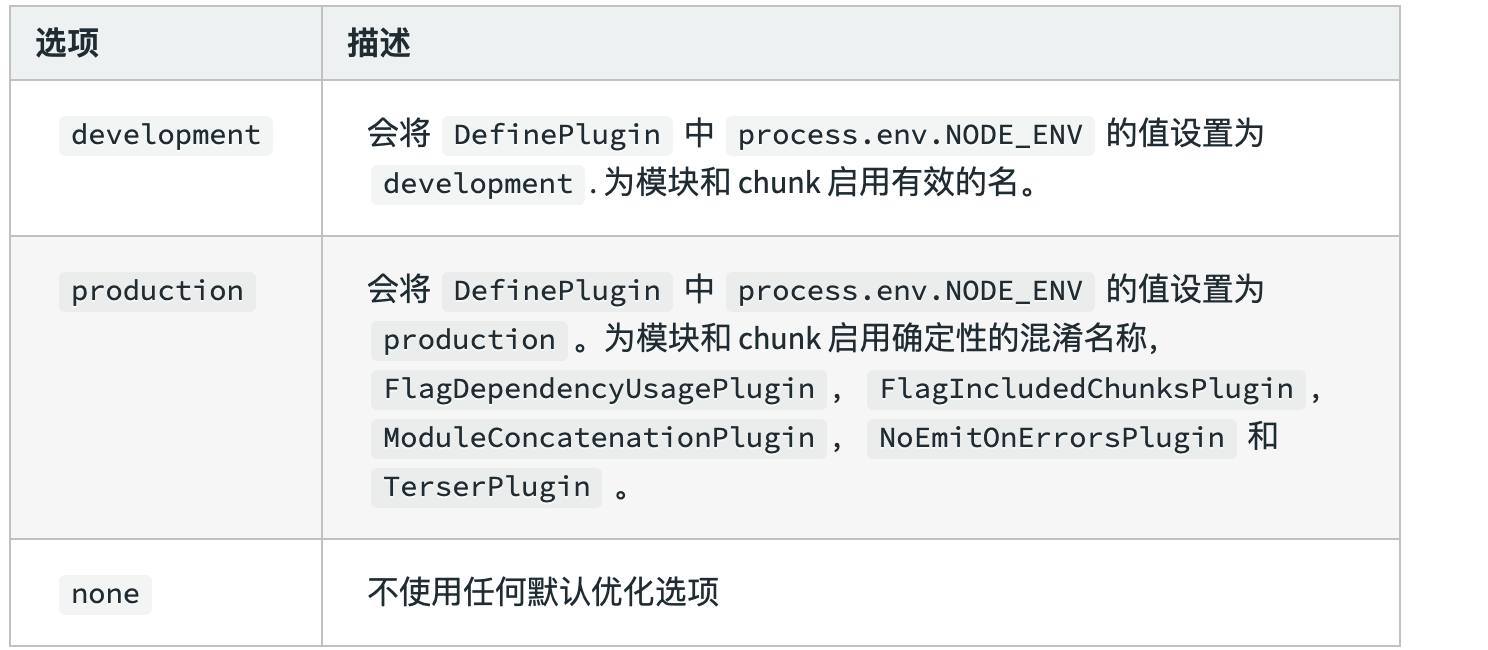 选项 描述
development 会将 DefinePlugin 中 process.env.NODE_ENV 的值设置为
development . 为模块和 chunk 启用有效的名。
production 会将 DefinePlugin 中 process.env.NODE_ENV 的值设置为
production 。为模块和 chunk 启用确定性的混淆名称,
FlagDependencyUsagePlugin , FlagIncludedChunksPlugin ,
ModuleConcatenationPlugin , NoEmitOnErrorsPlugin 和
TerserPlugin 。
none 不使用任何默认优化选项